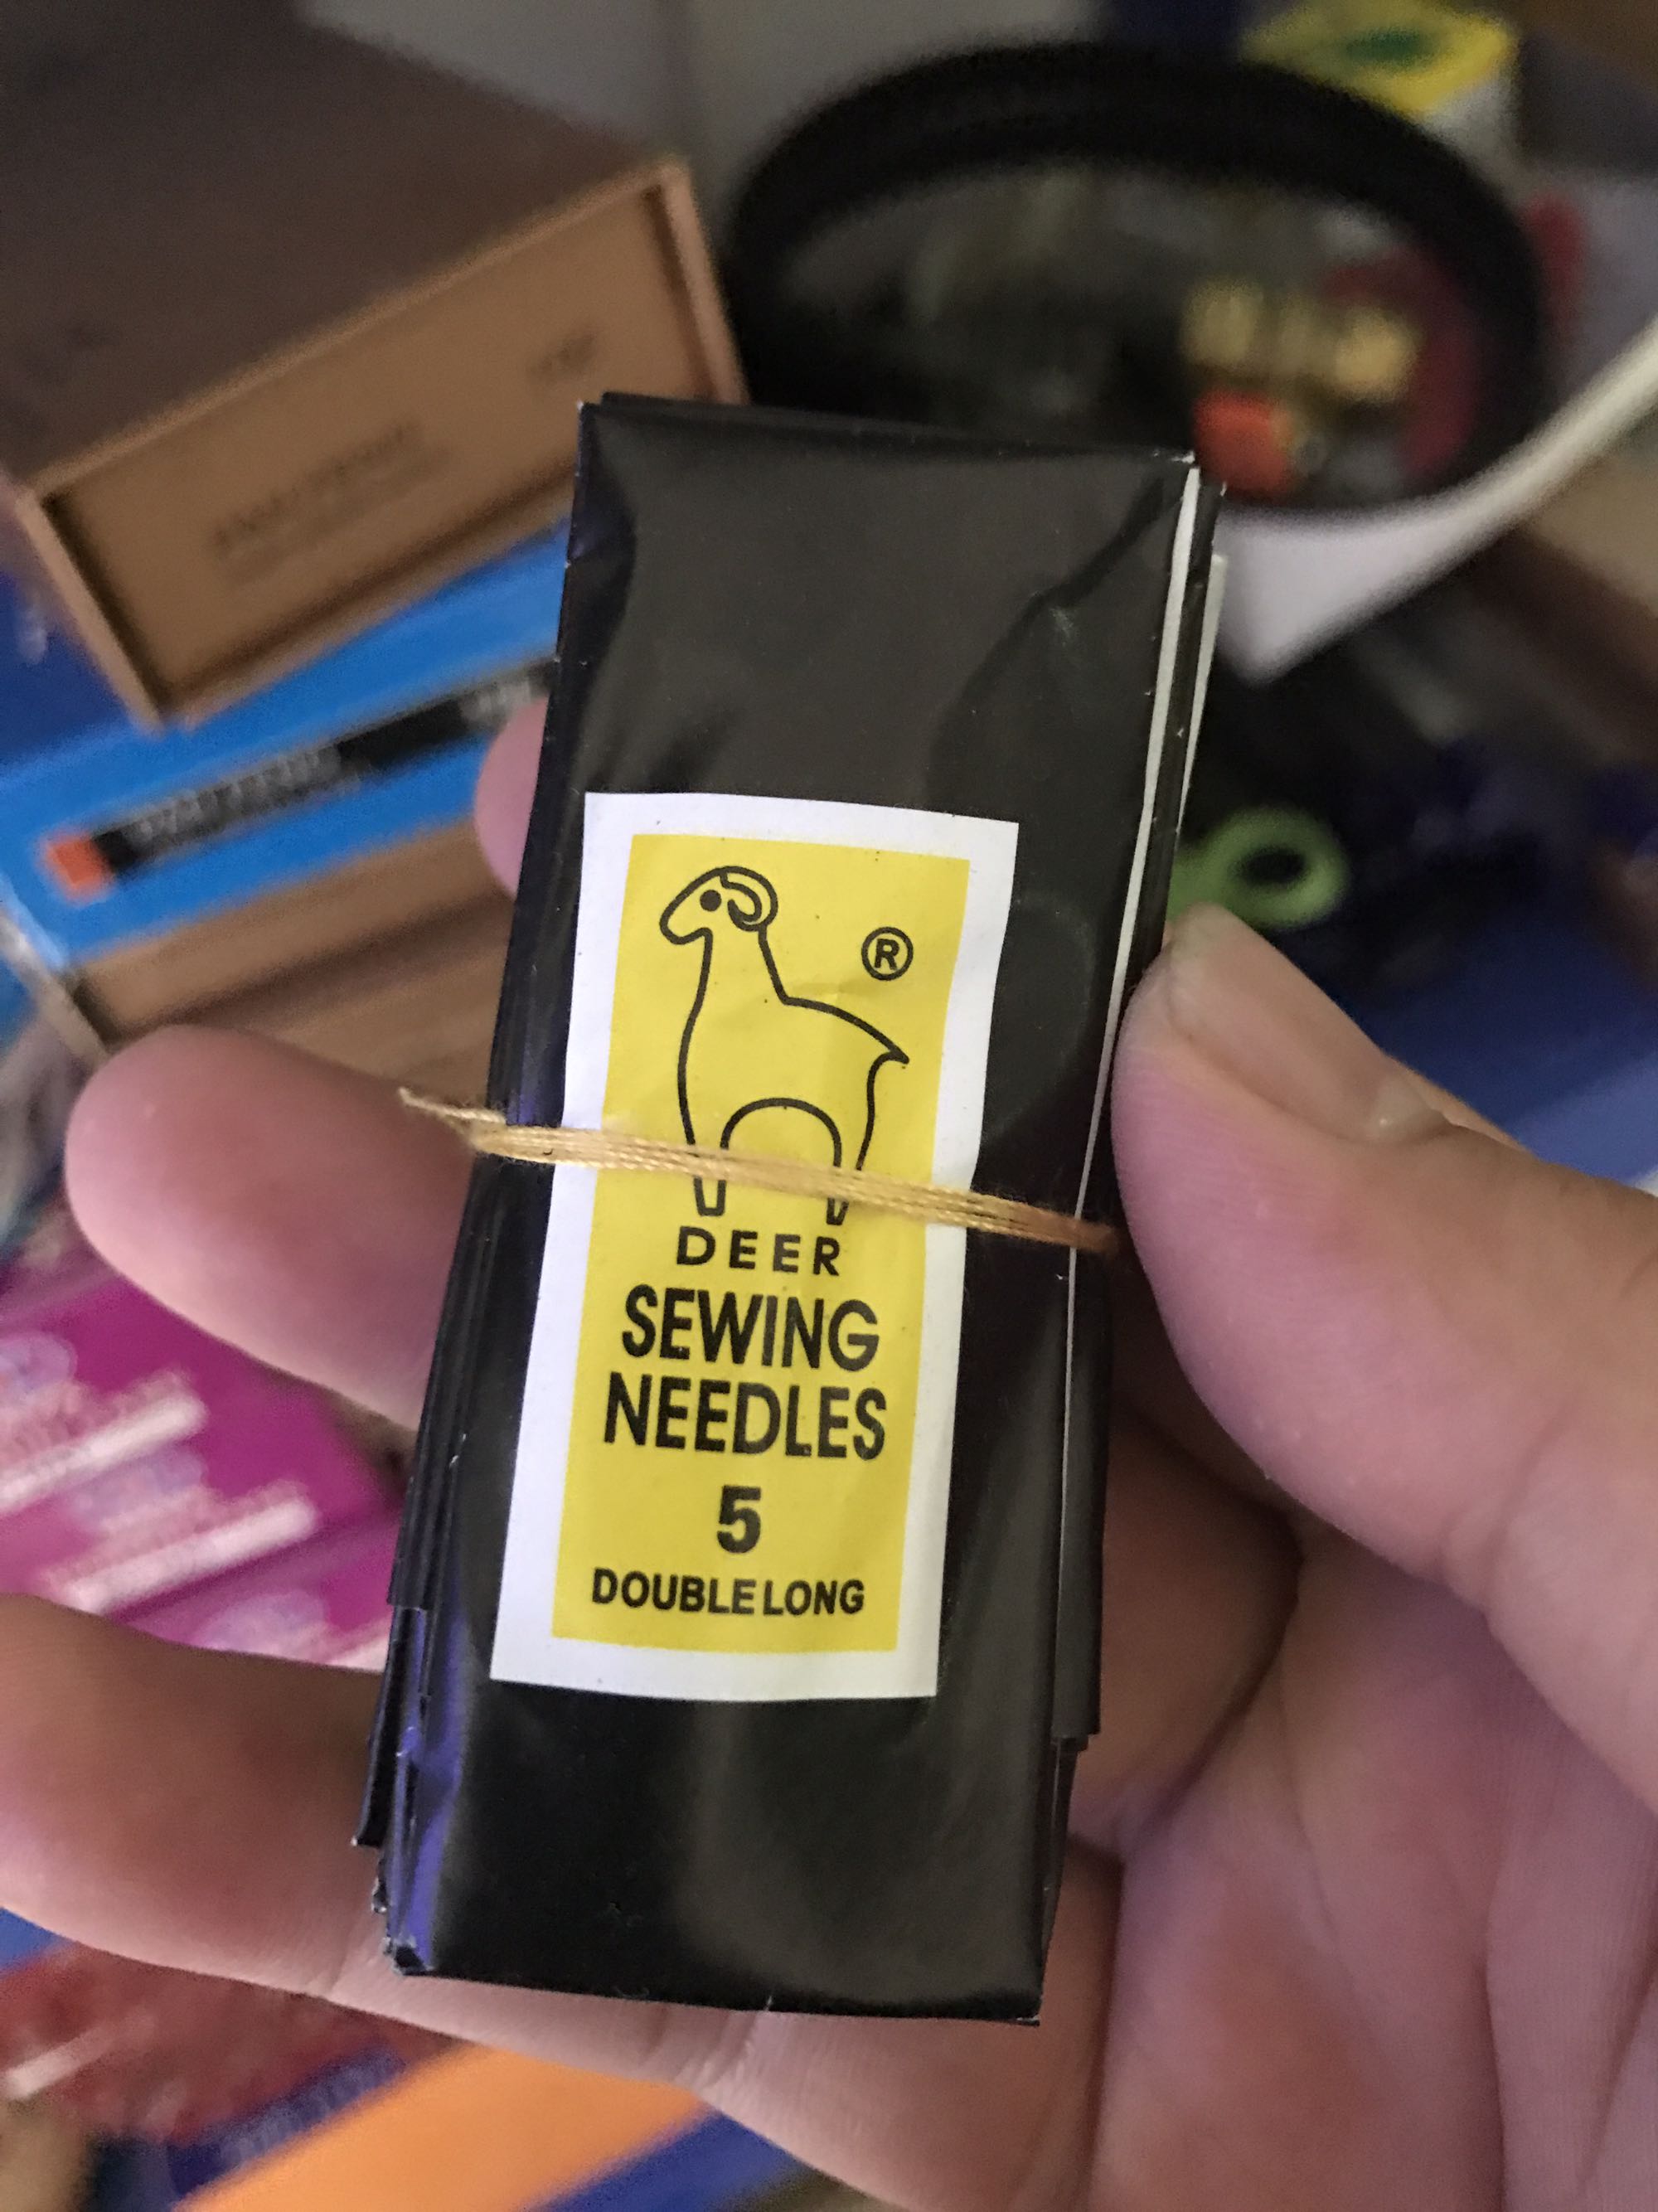 ®
DEER
SEWING
NEEDLES
5
DOUBLE LONG